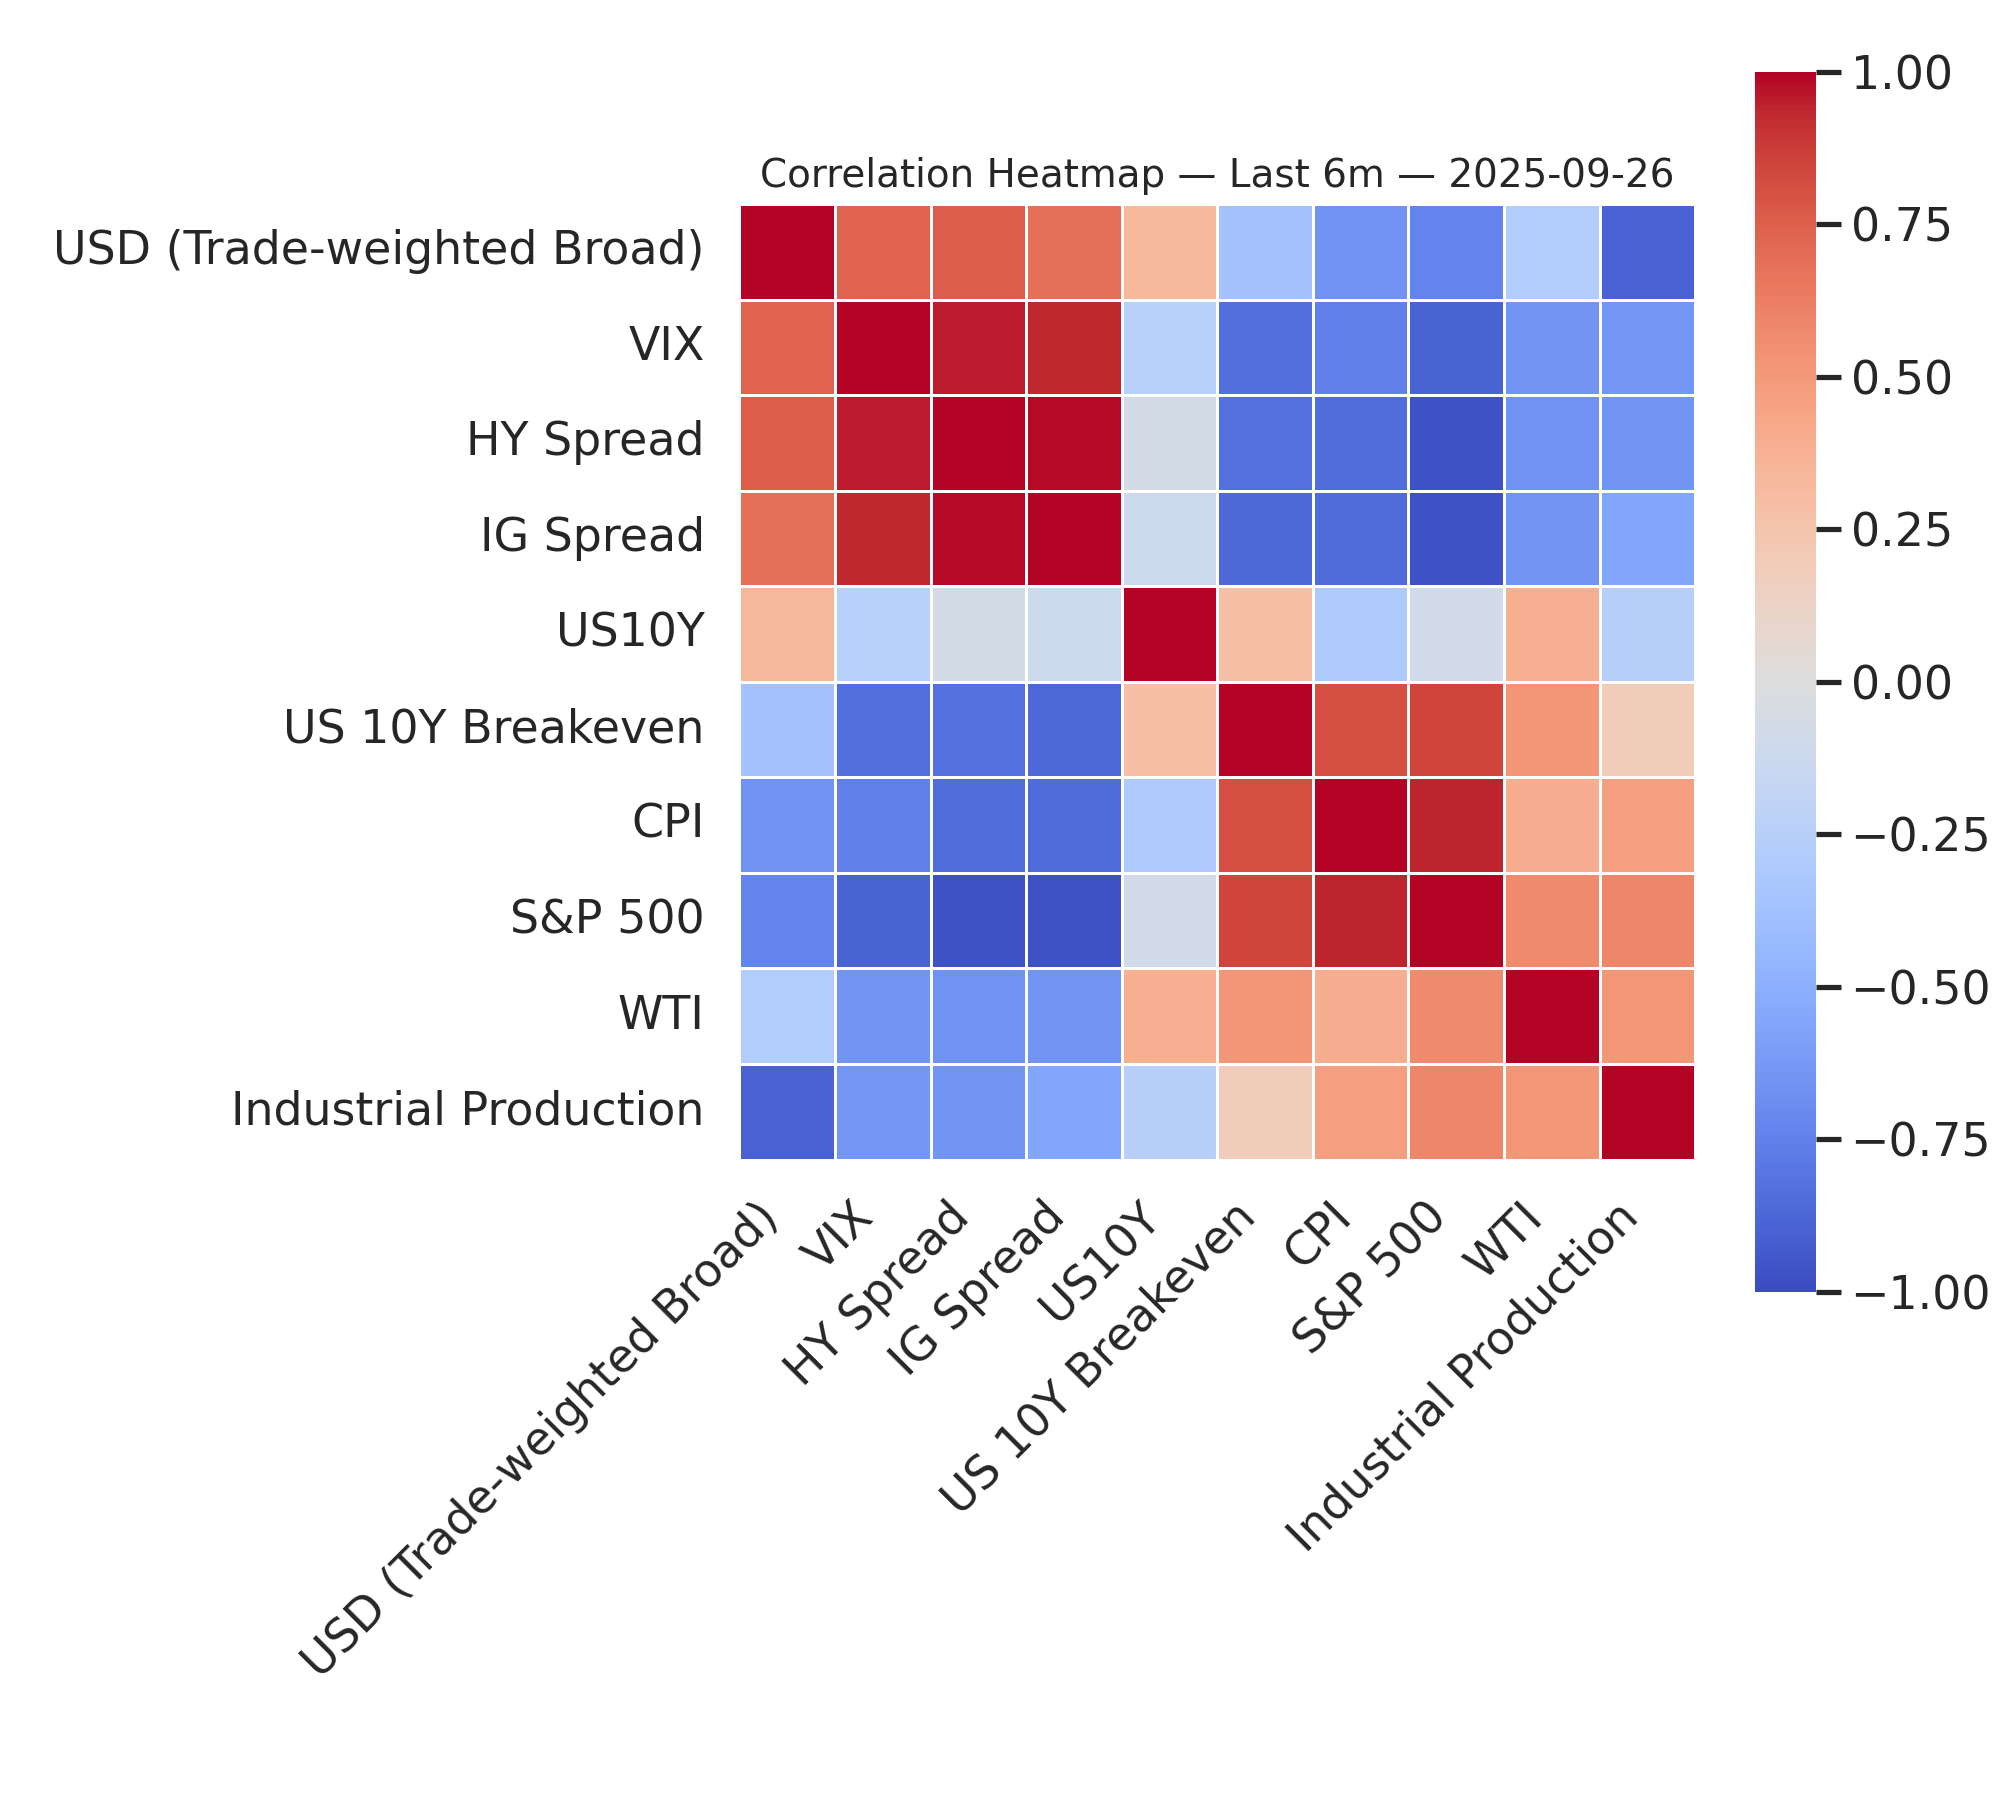 Correlation Heatmap — Last 6m — 2025-09-26
USD (Trade-weighted Broad)
VIX
HY Spread
IG Spread
US10Y
US 10Y Breakeven
CPI
S&P 500
WTI
Industrial Production
USD (Trade-weighted Broad)
VIX
HY Spread
IG Spread
US10Y
US 10Y Breakeven
CPI
S&P 500
WTI
Industrial Production
1.00
0.75
0.50
0.25
0.00
−0.25
−0.50
−0.75
−1.00